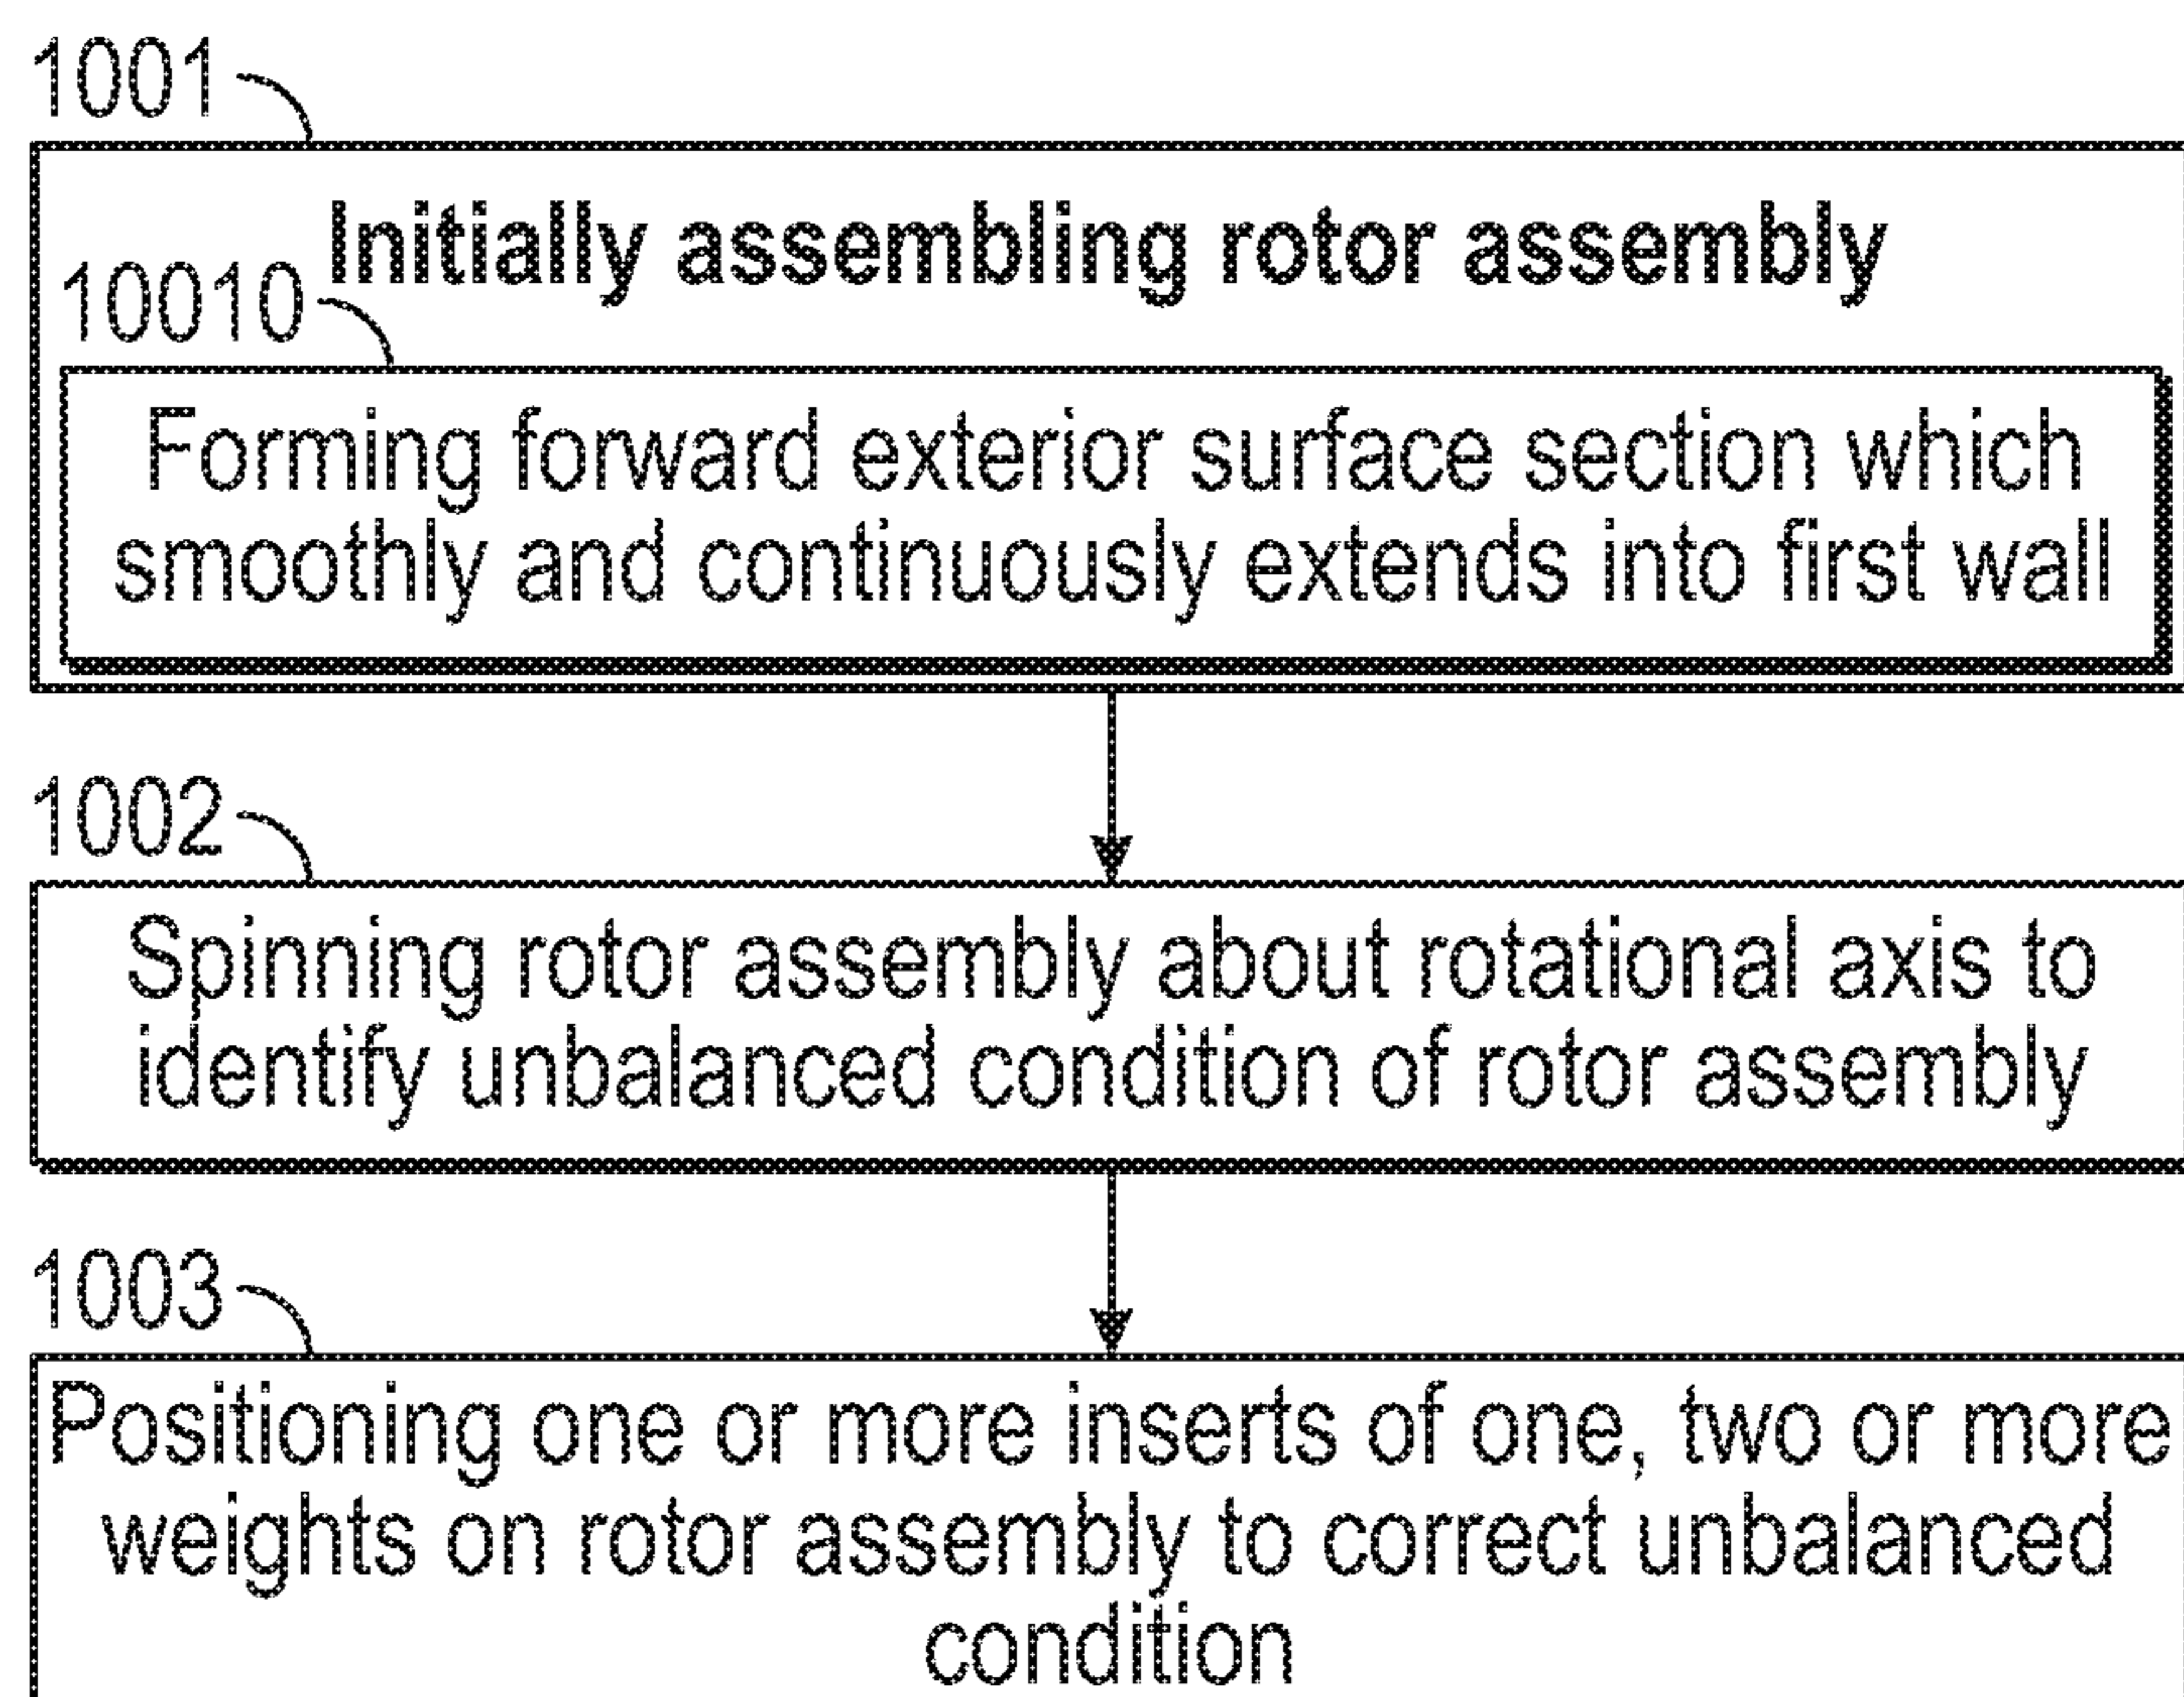 1001
Initially assembling rotor assembly
10010
Forming forward exterior surface section which
smoothly and continuously extends into first wall
1002
Spinning rotor assembly about rotational axis to
identify unbalanced condition of rotor assembly
1003
Positioning one or more inserts of one, two or more
weights on rotor assembly to correct unbalanced
condition